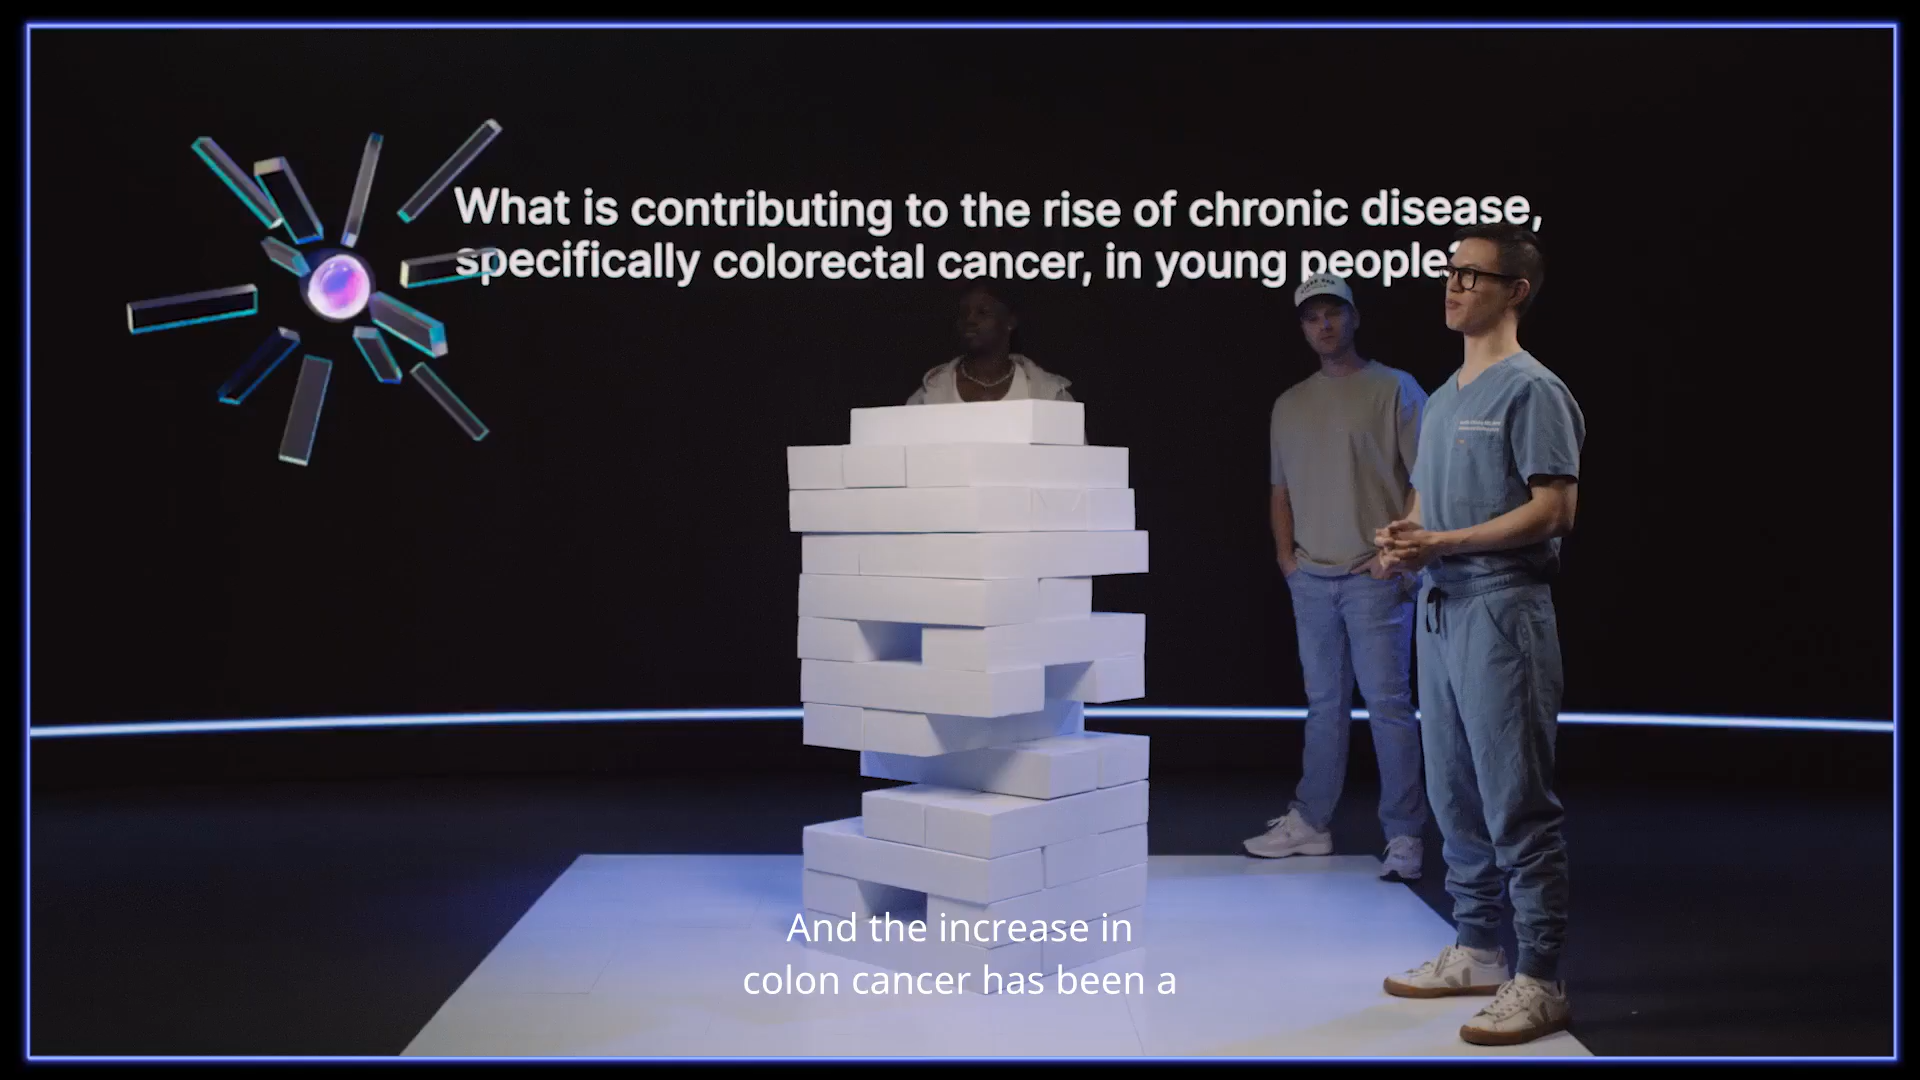 What is contributing to the rise of chronic disease,
specifically colorectal cancer, in young people?
And the increase in
colon cancer has been a